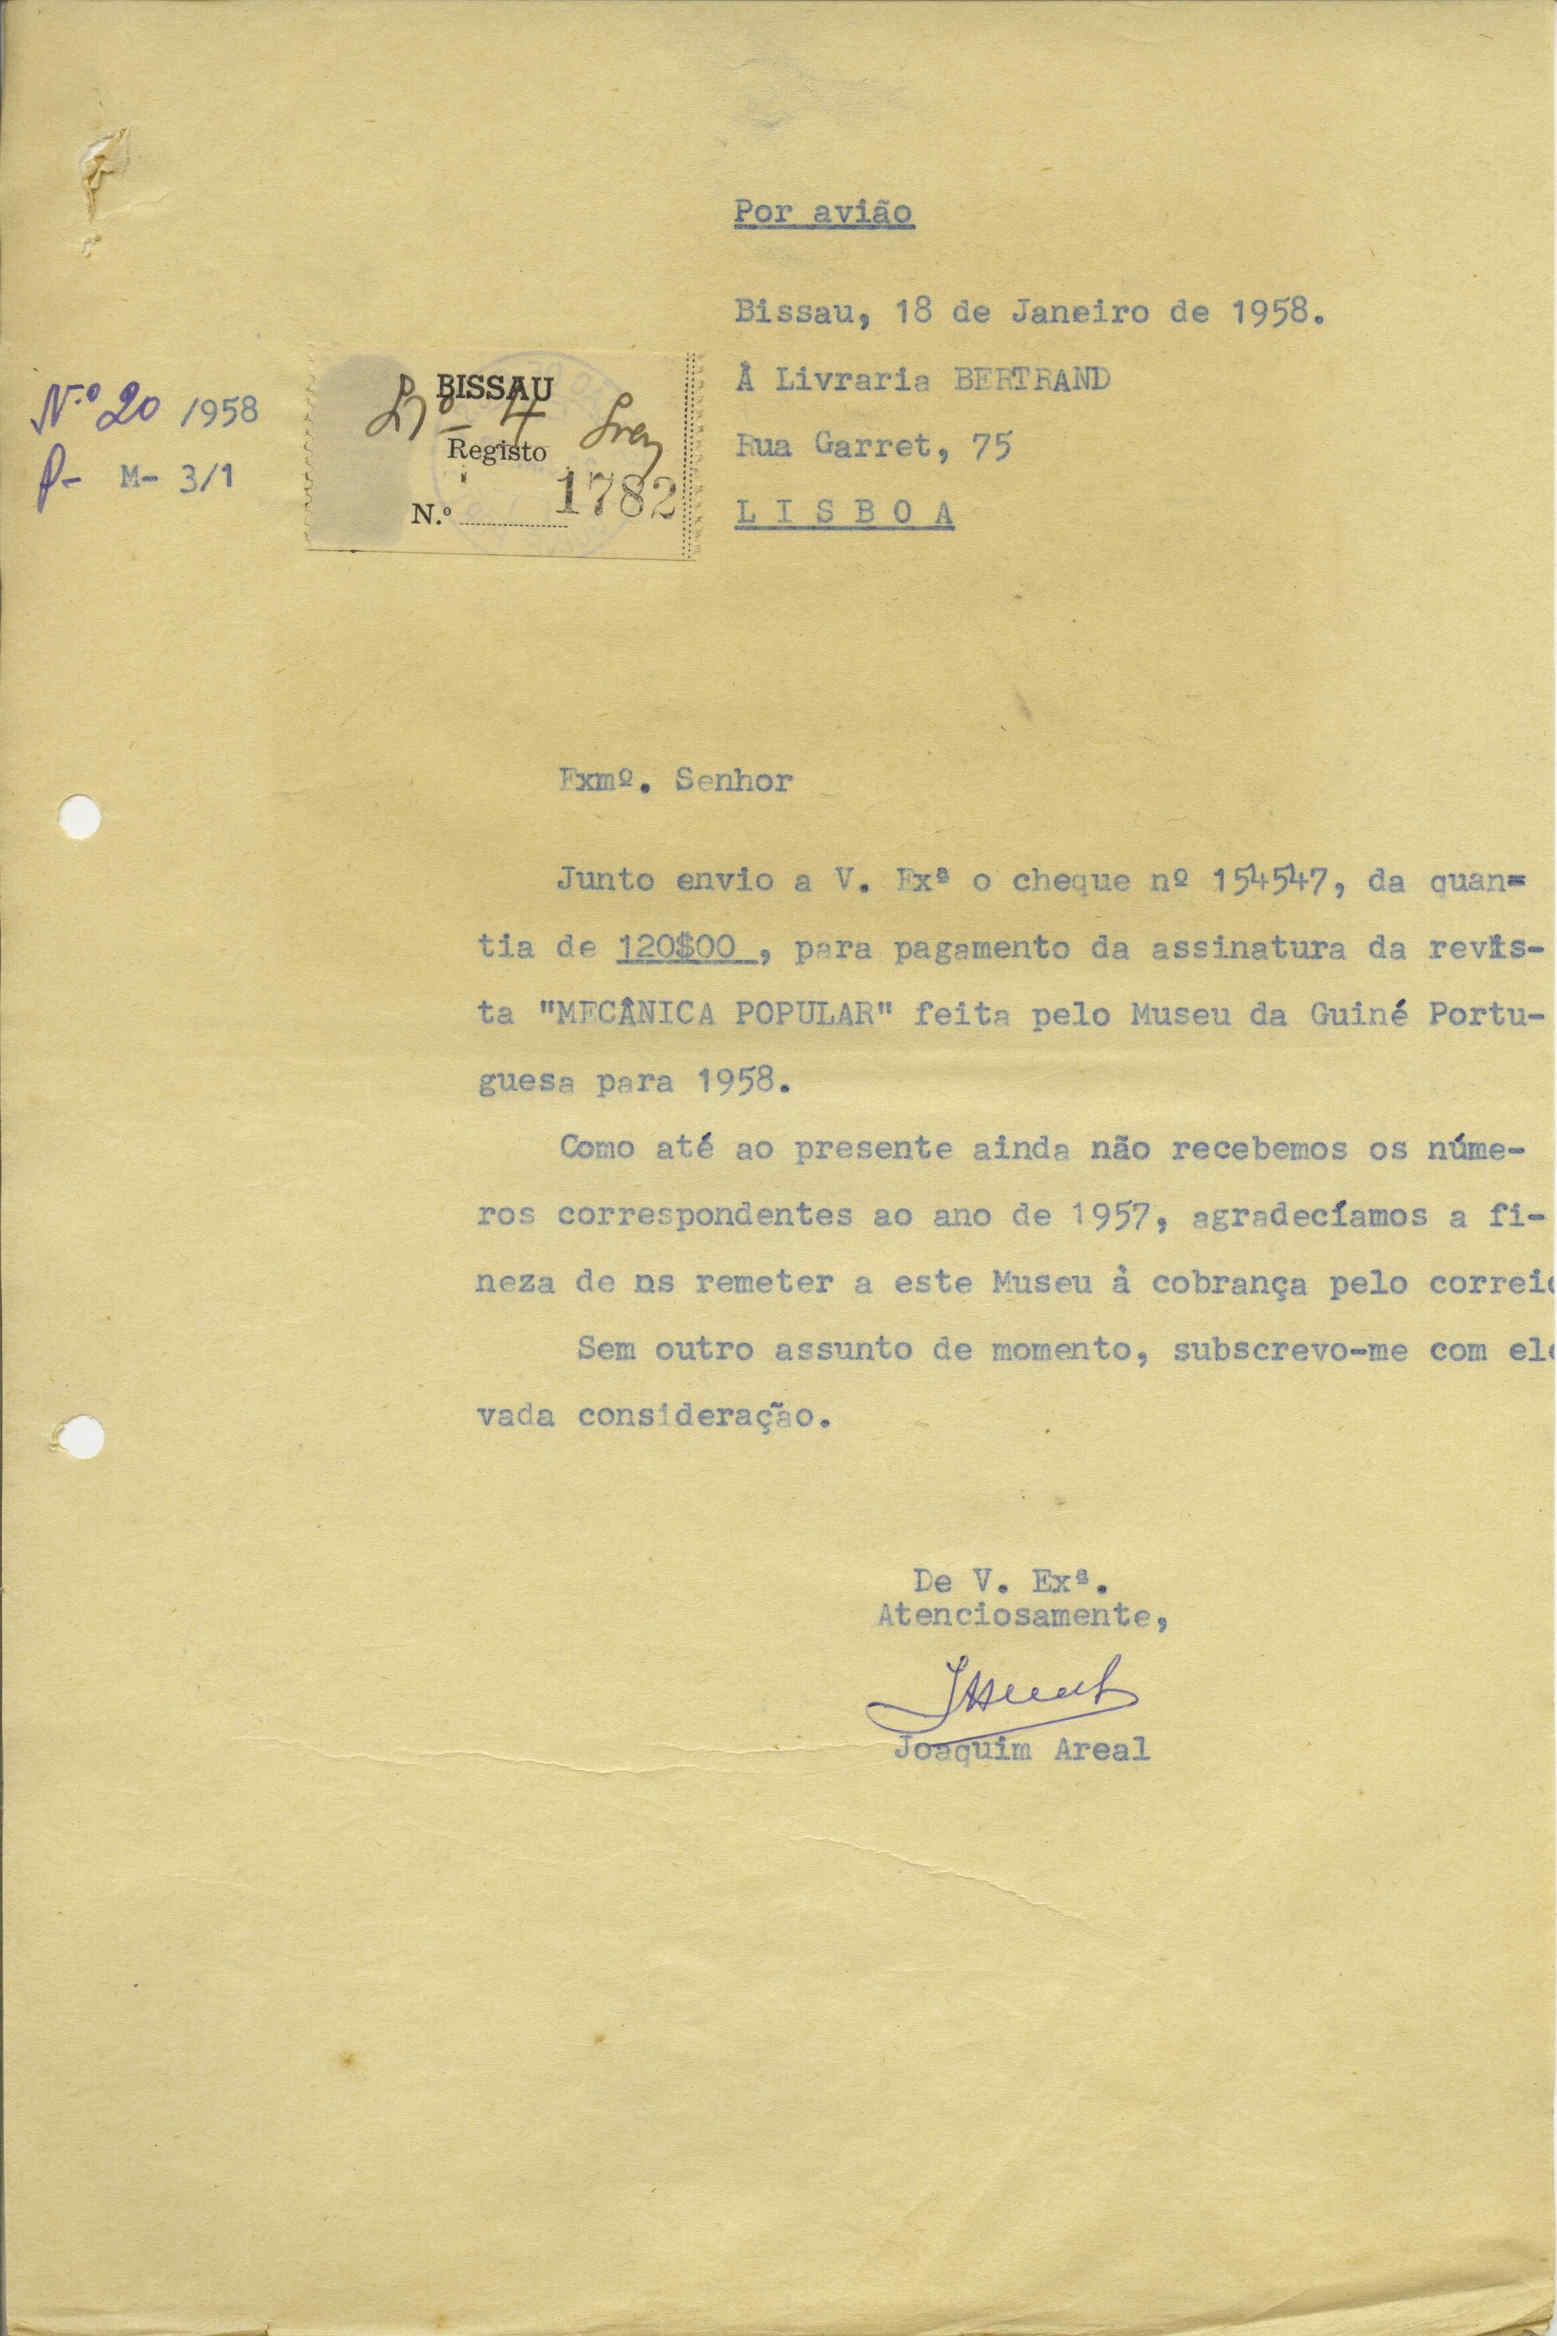 Por avião
Bissau, 18 de Janeiro de 1958.
À Livraria BERTRAND
Rua Garret, 75
L I S B O A
N.º 20 /1958
P- M- 3/1
BISSAU
Registo
N.º 1782
Exmº. Senhor
Junto envio a V. Exª o cheque nº 154547, da quan=
tia de 120$00 , para pagamento da assinatura da revis-
ta "MECÂNICA POPULAR" feita pelo Museu da Guiné Portu-
guesa para 1958.
Como até ao presente ainda não recebemos os núme-
ros correspondentes ao ano de 1957, agradecíamos a fi-
neza de ns remeter a este Museu à cobrança pelo correi
Sem outro assunto de momento, subscrevo-me com el
vada consideração.
De V. Exª.
Atenciosamente,
Joaquim Areal